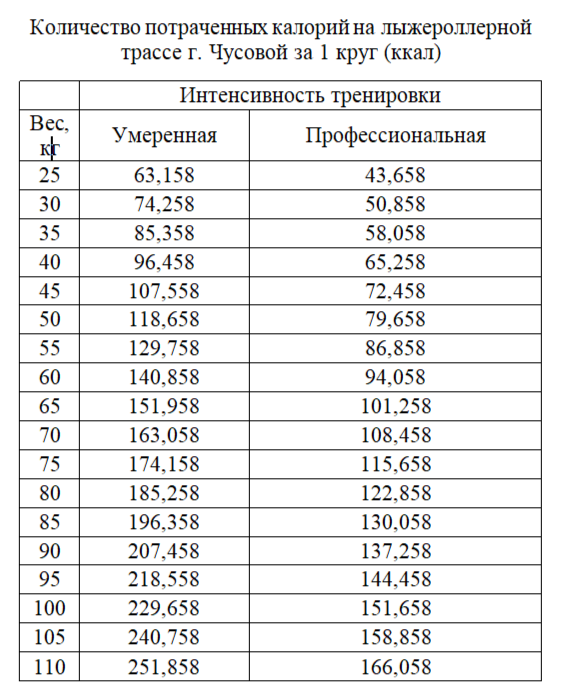 Количество потраченных калорий на лыжероллерной
трассе г. Чусовой за 1 круг (ккал)
Интенсивность тренировки
Вес, кг Умеренная Профессиональная
25 63,158 43,658
30 74,258 50,858
35 85,358 58,058
40 96,458 65,258
45 107,558 72,458
50 118,658 79,658
55 129,758 86,858
60 140,858 94,058
65 151,958 101,258
70 163,058 108,458
75 174,158 115,658
80 185,258 122,858
85 196,358 130,058
90 207,458 137,258
95 218,558 144,458
100 229,658 151,658
105 240,758 158,858
110 251,858 166,058